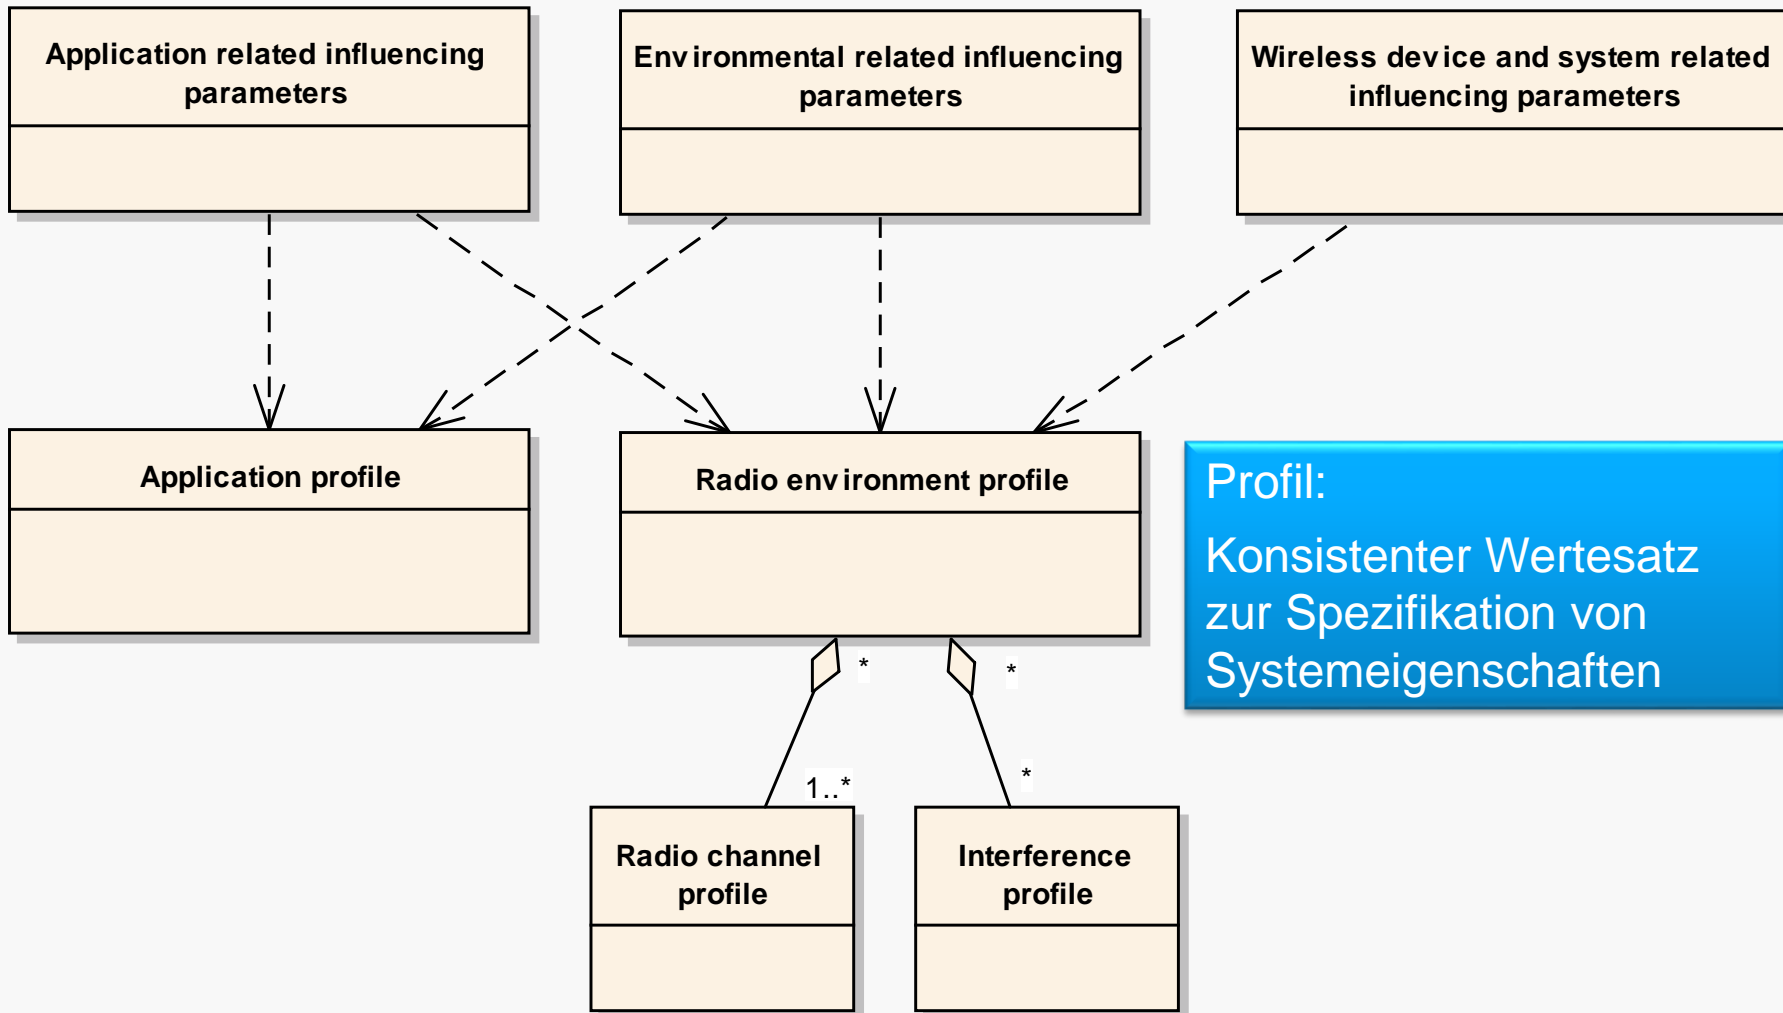 Application related influencing
parameters
Environmental related influencing
parameters
Wireless device and system related
influencing parameters
Application profile
Radio environment profile
Profil:
Konsistenter Wertesatz
zur Spezifikation von
Systemeigenschaften
*
*
1..*
*
Radio channel
profile
Interference
profile